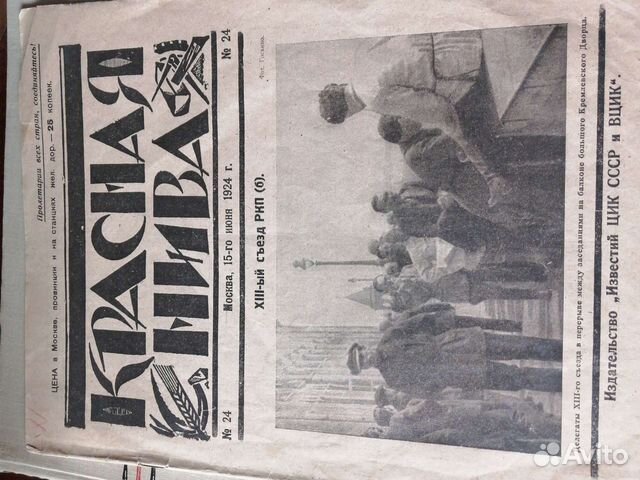 Пролетарии всех стран, соединяйтесь!
ЦЕНА в Москве, провинции и на станциях жел. дор.— 25 копеек.
КРАСНАЯ
НИВА
№ 24 Москва, 15-го июня 1924 г. № 24
XIII-ый съезд РКП (б).
Фот.
Делегаты XIII-го съезда в перерыве между заседаниями на балконе большого Кремлевского Дворца.
Издательство „Известий ЦИК СССР и ВЦИК“.
Avito